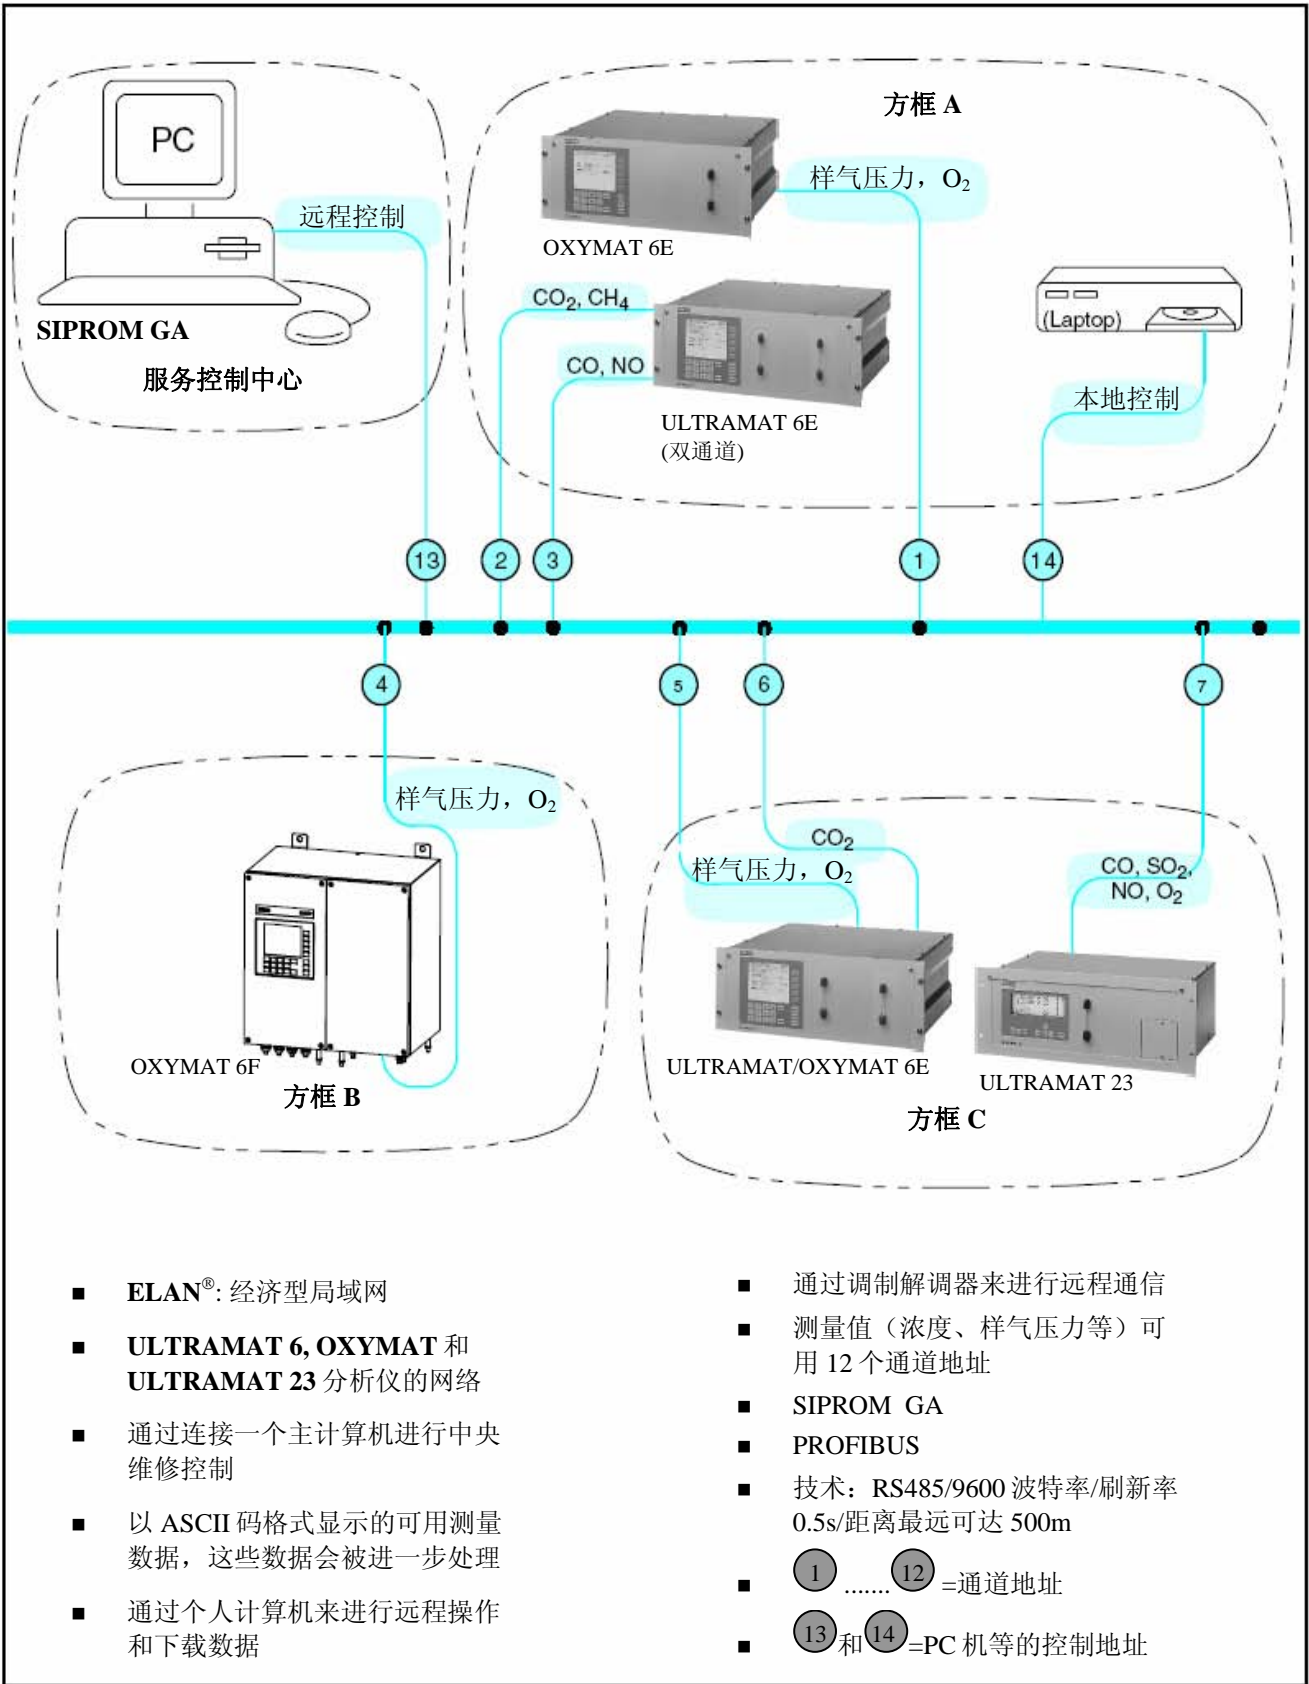 PC
远程控制
SIPROM GA
服务控制中心
方框 A
样气压力，O₂
OXYMAT 6E
CO₂, CH₄
CO, NO
ULTRAMAT 6E
(双通道)
(Laptop)
本地控制
13
2
3
1
14
4
5
6
7
样气压力，O₂
OXYMAT 6F
方框 B
CO₂
样气压力，O₂
CO, SO₂,
NO, O₂
ULTRAMAT/OXYMAT 6E
ULTRAMAT 23
方框 C
■ ELAN®: 经济型局域网
■ ULTRAMAT 6, OXYMAT 和
ULTRAMAT 23 分析仪的网络
■ 通过连接一个主计算机进行中央
维修控制
■ 以 ASCII 码格式显示的可用测量
数据，这些数据会被进一步处理
■ 通过个人计算机来进行远程操作
和下载数据
■ 通过调制解调器来进行远程通信
■ 测量值（浓度、样气压力等）可
用 12 个通道地址
■ SIPROM GA
■ PROFIBUS
■ 技术：RS485/9600 波特率/刷新率
0.5s/距离最远可达 500m
■ 1 .......12 =通道地址
■ 13和14=PC 机等的控制地址